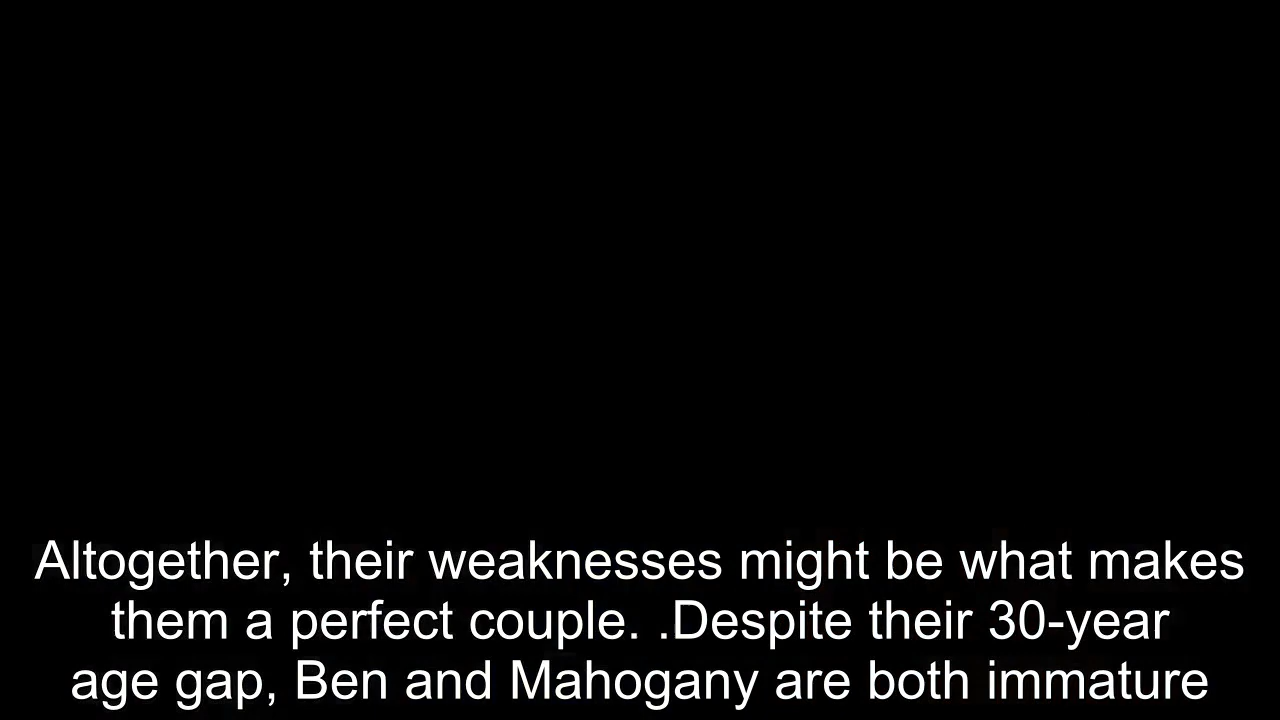 Altogether, their weaknesses might be what makes
them a perfect couple. .Despite their 30-year
age gap, Ben and Mahogany are both immature